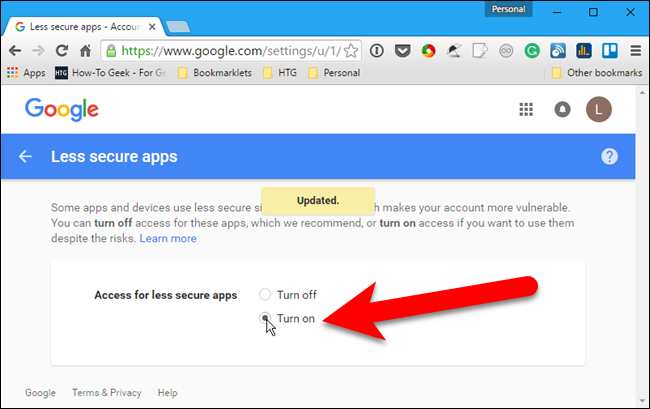 Personal
Less secure apps - Accou
https://www.google.com/settings/u/1/
Apps
HTG
How-To Geek - For Ge
Bookmarklets
HTG
Personal
Other bookmarks
Google
L
Less secure apps
Updated.
Some apps and devices use less secure si ch makes your account more vulnerable.
You can turn off access for these apps, which we recommend, or turn on access if you want to use them
despite the risks. Learn more
Access for less secure apps
Turn off
Turn on
Google Terms & Privacy Help